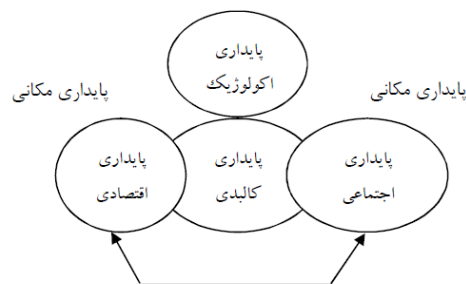 پایداری
اکولوژیک
پایداری مکانی
پایداری مکانی
پایداری
اجتماعی
پایداری
کالبدی
پایداری
اقتصادی